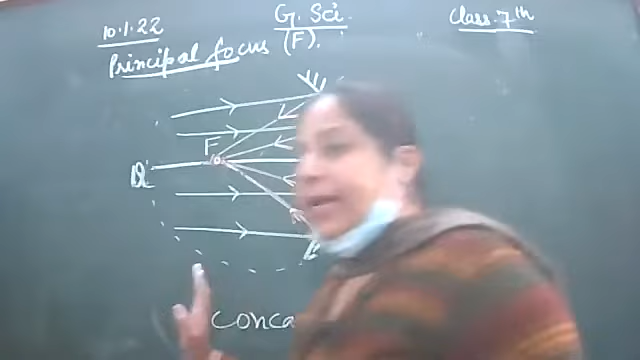 10.1.22
G. Sci.
Class. 7th
Principal focus (F).
F
Conca